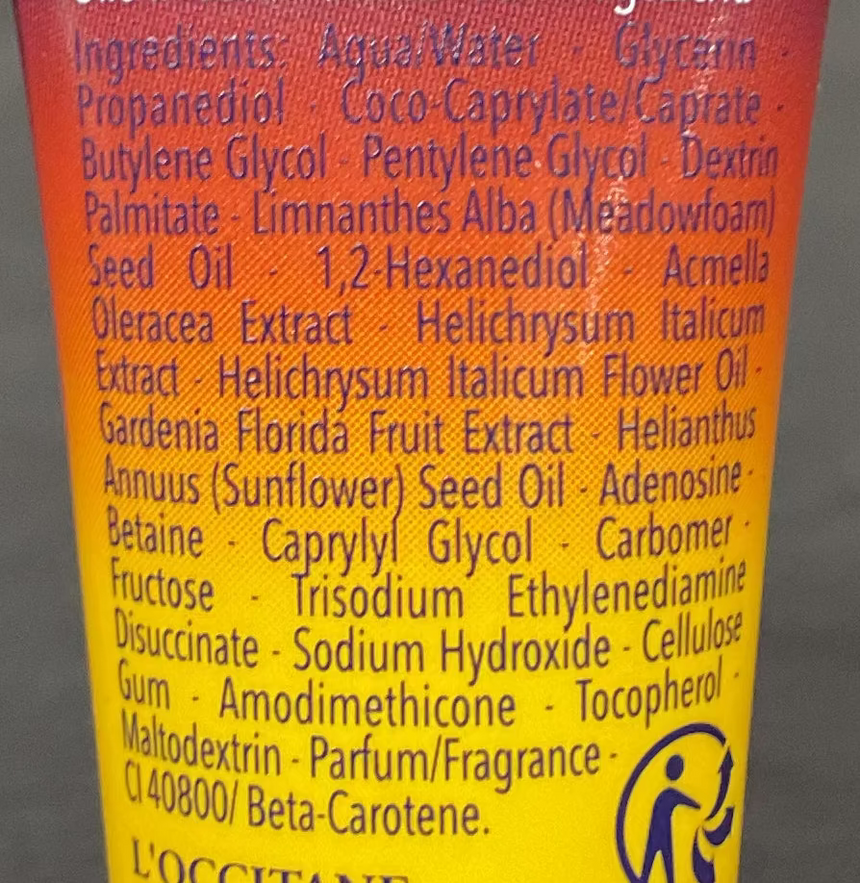 Ingredients: Aqua/Water - Glycerin -
Propanediol - Coco-Caprylate/Caprate -
Butylene Glycol - Pentylene Glycol - Dextrin
Palmitate - Limnanthes Alba (Meadowfoam)
Seed Oil - 1,2-Hexanediol - Acmella
Oleracea Extract - Helichrysum Italicum
Extract - Helichrysum Italicum Flower Oil -
Gardenia Florida Fruit Extract - Helianthus
Annuus (Sunflower) Seed Oil - Adenosine -
Betaine - Caprylyl Glycol - Carbomer -
Fructose - Trisodium Ethylenediamine
Disuccinate - Sodium Hydroxide - Cellulose
Gum - Amodimethicone - Tocopherol -
Maltodextrin - Parfum/Fragrance -
CI 40800/ Beta-Carotene.
L'OCCITANE